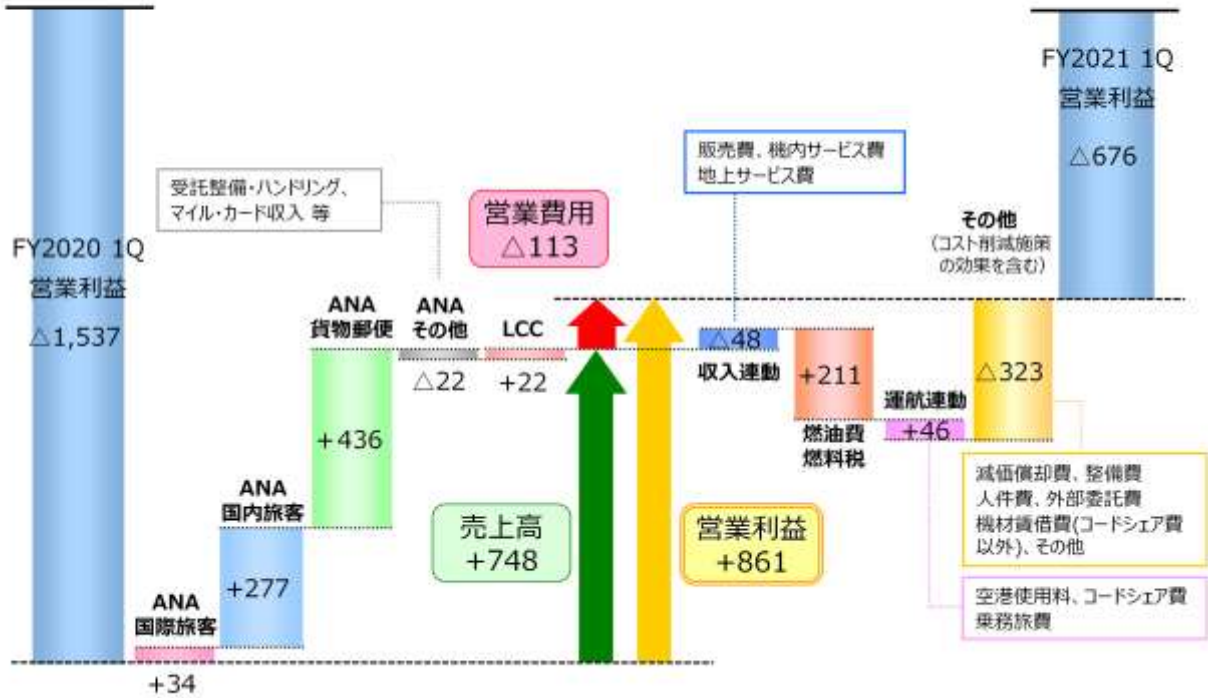 FY2020 1Q
営業利益
△1,537
ANA
国際旅客
+34
ANA
国内旅客
+277
ANA
貨物郵便
+436
受託整備・ハンドリング、
マイル・カード収入 等
ANA
その他
△22
LCC
+22
営業費用
△113
売上高
+748
営業利益
+861
販売費、機内サービス費
地上サービス費
△48
収入連動
+211
燃油費
燃料税
運航連動
+46
その他
(コスト削減施策
の効果を含む)
△323
減価償却費、整備費
人件費、外部委託費
機材賃借費(コードシェア費
以外)、その他
空港使用料、コードシェア費
乗務旅費
FY2021 1Q
営業利益
△676